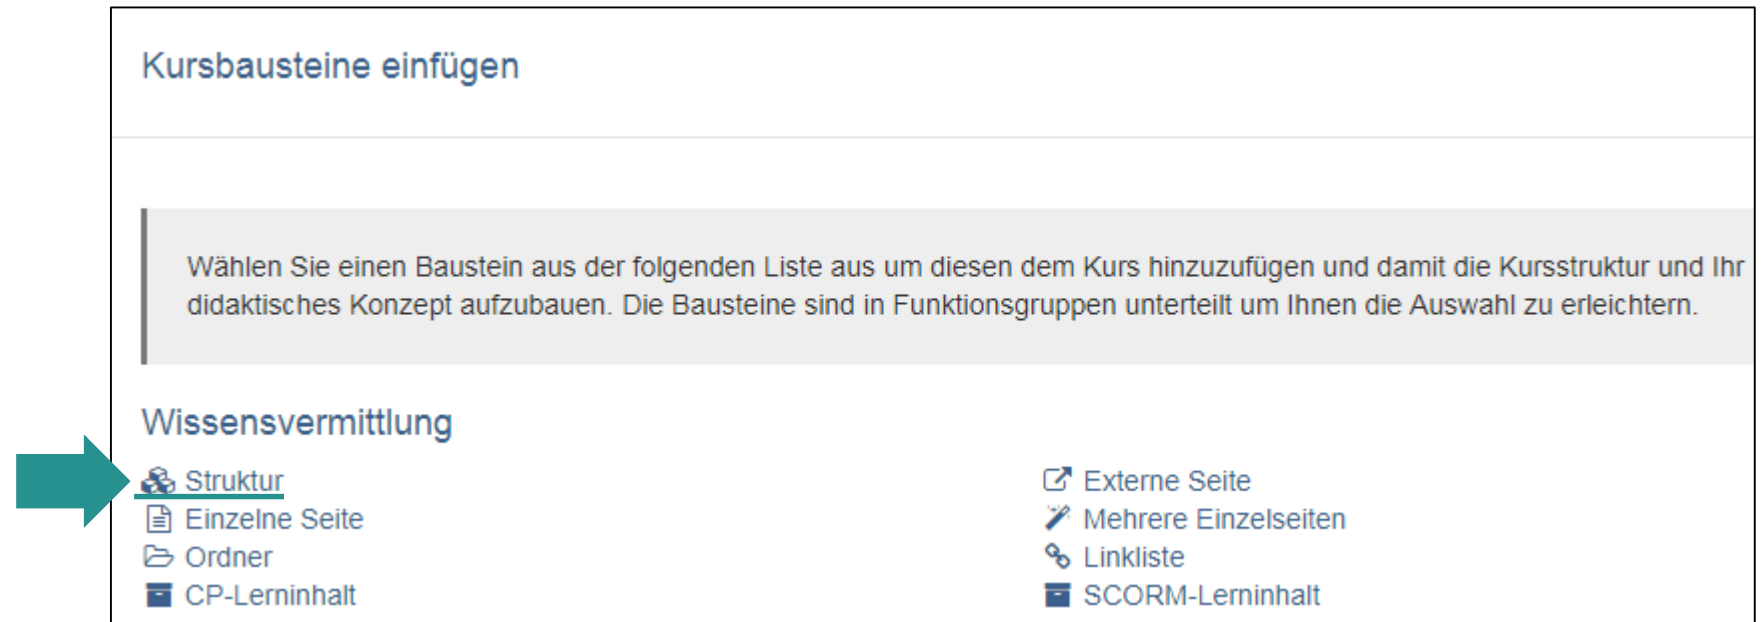 Kursbausteine einfügen
Wählen Sie einen Baustein aus der folgenden Liste aus um diesen dem Kurs hinzuzufügen und damit die Kursstruktur und Ihr
didaktisches Konzept aufzubauen. Die Bausteine sind in Funktionsgruppen unterteilt um Ihnen die Auswahl zu erleichtern.
Wissensvermittlung
Struktur
Einzelne Seite
Ordner
CP-Lerninhalt
Externe Seite
Mehrere Einzelseiten
Linkliste
SCORM-Lerninhalt